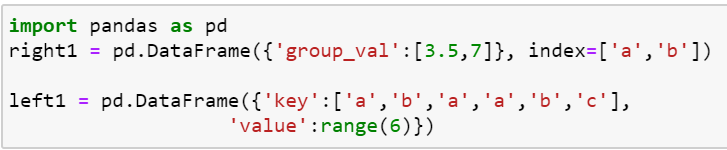 import pandas as pd
right1 = pd.DataFrame({'group_val':[3.5,7]}, index=['a','b'])
left1 = pd.DataFrame({'key':['a','b','a','a','b','c'],
'value':range(6)})